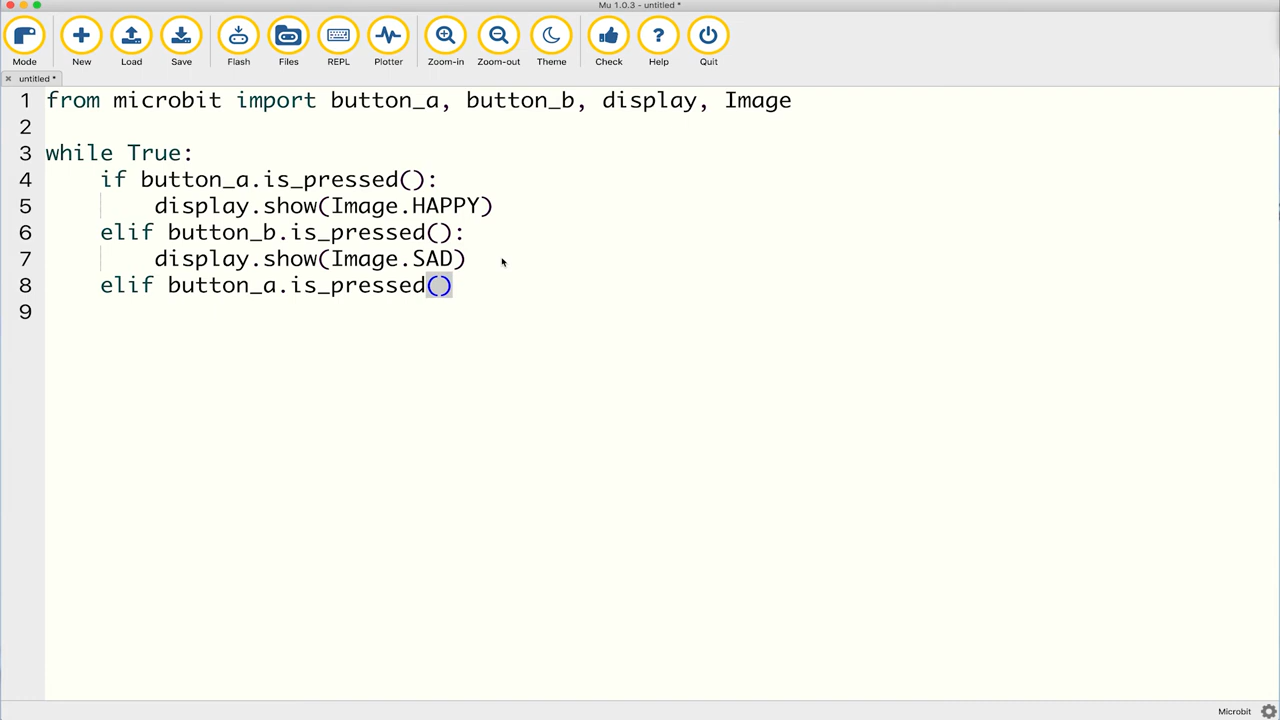 Mu 1.0.3 - untitled *
Mode New Load Save Flash Files REPL Plotter Zoom-in Zoom-out Theme Check Help Quit
untitled *
1 from microbit import button_a, button_b, display, Image
2
3 while True:
4     if button_a.is_pressed():
5         display.show(Image.HAPPY)
6     elif button_b.is_pressed():
7         display.show(Image.SAD)
8     elif button_a.is_pressed()
9
Microbit